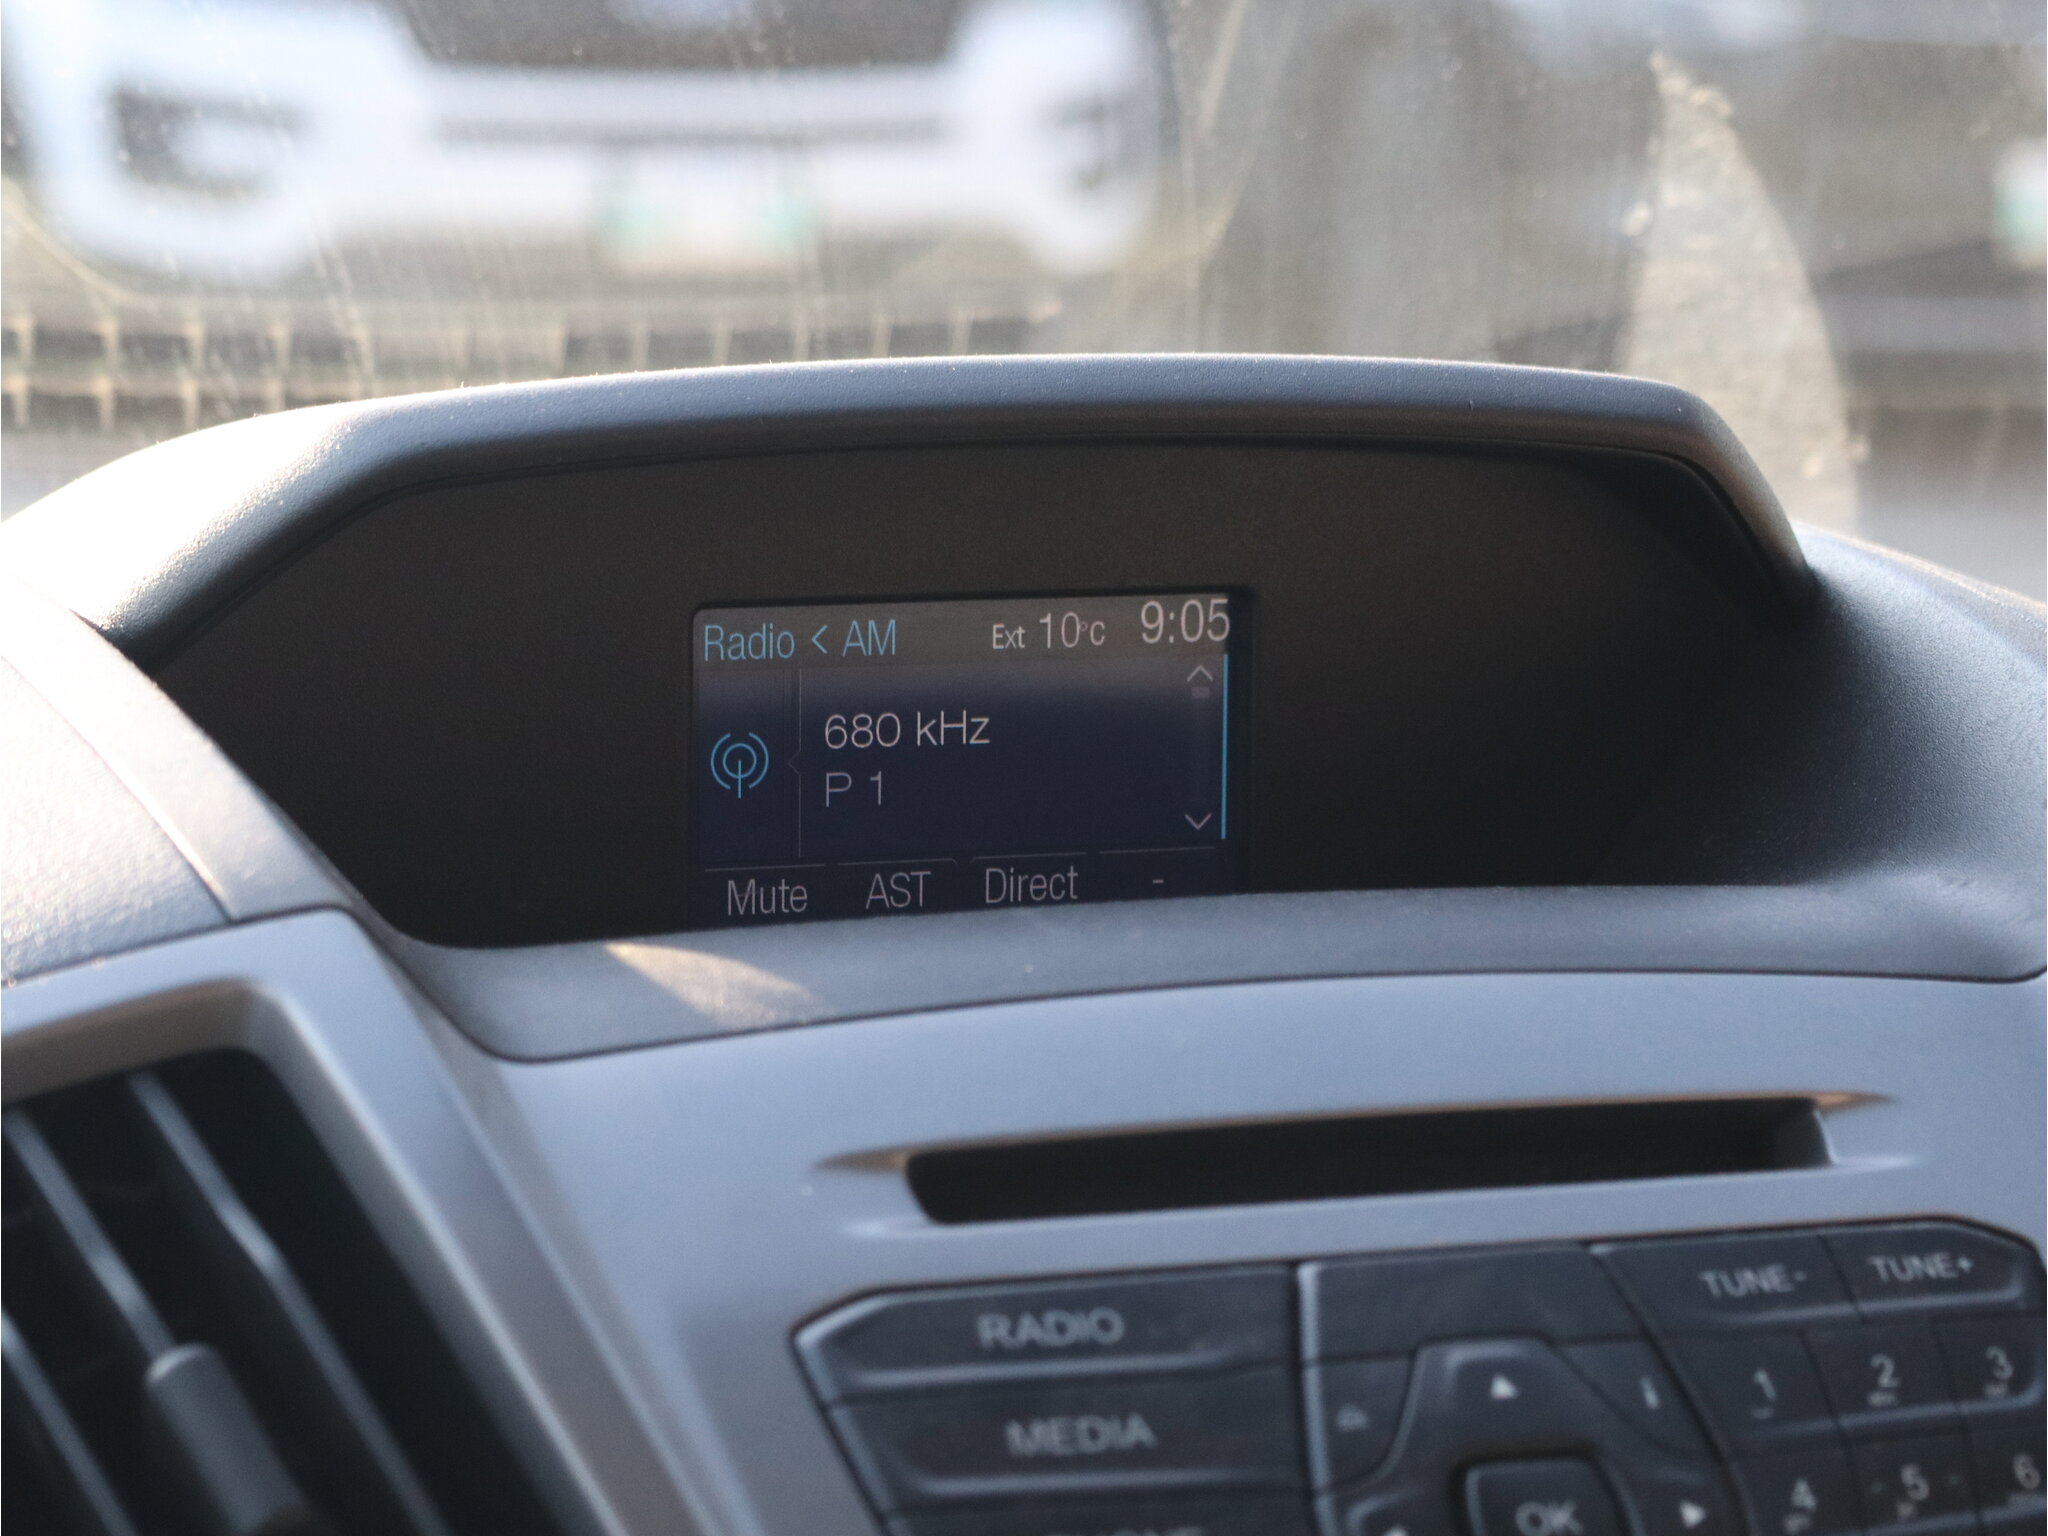 Radio < AM Ext 10°C 9:05
680 kHz
P 1
Mute AST Direct -
TUNE- TUNE+
RADIO
1 2 3
i
MEDIA
4 5 6
OK